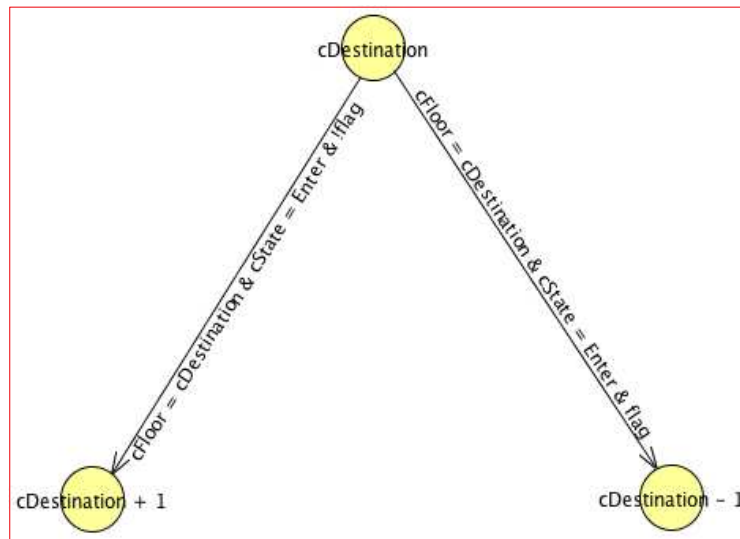 cDestination
cFloor = cDestination & cState = Enter & !flag
cFloor = cDestination & cState = Enter & flag
cDestination + 1
cDestination - 1